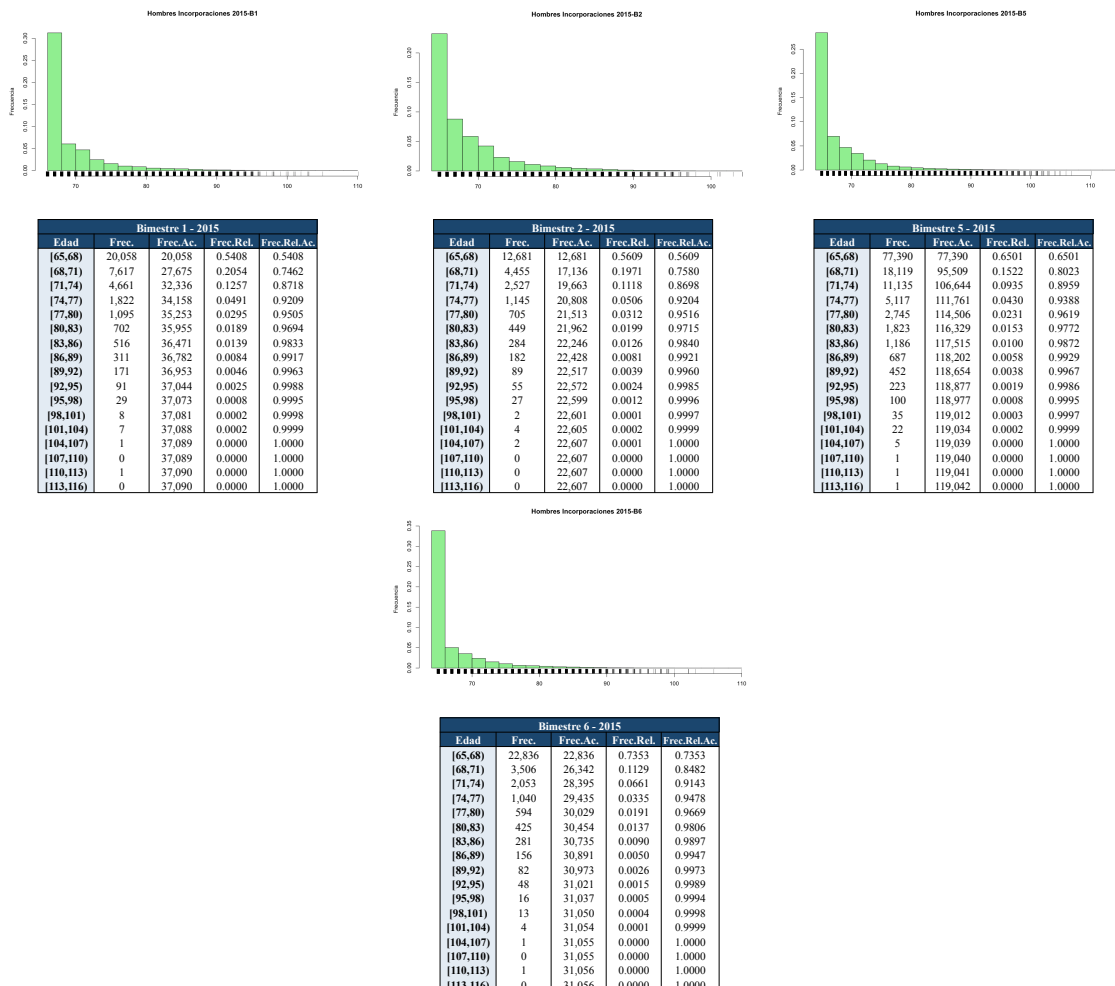 Hombres Incorporaciones 2015-B1
Frecuencia
0.30
0.25
0.20
0.15
0.10
0.05
0.00
70 80 90 100 110
Bimestre 1 - 2015
Edad Frec. Frec.Ac. Frec.Rel. Frec.Rel.Ac.
[65,68) 20,058 20,058 0.5408 0.5408
[68,71) 7,617 27,675 0.2054 0.7462
[71,74) 4,661 32,336 0.1257 0.8718
[74,77) 1,822 34,158 0.0491 0.9209
[77,80) 1,095 35,253 0.0295 0.9505
[80,83) 702 35,955 0.0189 0.9694
[83,86) 516 36,471 0.0139 0.9833
[86,89) 311 36,782 0.0084 0.9917
[89,92) 171 36,953 0.0046 0.9963
[92,95) 91 37,044 0.0025 0.9988
[95,98) 29 37,073 0.0008 0.9995
[98,101) 8 37,081 0.0002 0.9998
[101,104) 7 37,088 0.0002 0.9999
[104,107) 1 37,089 0.0000 1.0000
[107,110) 0 37,089 0.0000 1.0000
[110,113) 1 37,090 0.0000 1.0000
[113,116) 0 37,090 0.0000 1.0000
Hombres Incorporaciones 2015-B2
Frecuencia
0.20
0.15
0.10
0.05
0.00
70 80 90 100
Bimestre 2 - 2015
Edad Frec. Frec.Ac. Frec.Rel. Frec.Rel.Ac.
[65,68) 12,681 12,681 0.5609 0.5609
[68,71) 4,455 17,136 0.1971 0.7580
[71,74) 2,527 19,663 0.1118 0.8698
[74,77) 1,145 20,808 0.0506 0.9204
[77,80) 705 21,513 0.0312 0.9516
[80,83) 449 21,962 0.0199 0.9715
[83,86) 284 22,246 0.0126 0.9840
[86,89) 182 22,428 0.0081 0.9921
[89,92) 89 22,517 0.0039 0.9960
[92,95) 55 22,572 0.0024 0.9985
[95,98) 27 22,599 0.0012 0.9996
[98,101) 2 22,601 0.0001 0.9997
[101,104) 4 22,605 0.0002 0.9999
[104,107) 2 22,607 0.0001 1.0000
[107,110) 0 22,607 0.0000 1.0000
[110,113) 0 22,607 0.0000 1.0000
[113,116) 0 22,607 0.0000 1.0000
Hombres Incorporaciones 2015-B5
Frecuencia
0.25
0.20
0.15
0.10
0.05
0.00
70 80 90 100 110
Bimestre 5 - 2015
Edad Frec. Frec.Ac. Frec.Rel. Frec.Rel.Ac.
[65,68) 77,390 77,390 0.6501 0.6501
[68,71) 18,119 95,509 0.1522 0.8023
[71,74) 11,135 106,644 0.0935 0.8959
[74,77) 5,117 111,761 0.0430 0.9388
[77,80) 2,745 114,506 0.0231 0.9619
[80,83) 1,823 116,329 0.0153 0.9772
[83,86) 1,186 117,515 0.0100 0.9872
[86,89) 687 118,202 0.0058 0.9929
[89,92) 452 118,654 0.0038 0.9967
[92,95) 223 118,877 0.0019 0.9986
[95,98) 100 118,977 0.0008 0.9995
[98,101) 35 119,012 0.0003 0.9997
[101,104) 22 119,034 0.0002 0.9999
[104,107) 5 119,039 0.0000 1.0000
[107,110) 1 119,040 0.0000 1.0000
[110,113) 1 119,041 0.0000 1.0000
[113,116) 1 119,042 0.0000 1.0000
Hombres Incorporaciones 2015-B6
Frecuencia
0.35
0.30
0.25
0.20
0.15
0.10
0.05
0.00
70 80 90 100 110
Bimestre 6 - 2015
Edad Frec. Frec.Ac. Frec.Rel. Frec.Rel.Ac.
[65,68) 22,836 22,836 0.7353 0.7353
[68,71) 3,506 26,342 0.1129 0.8482
[71,74) 2,053 28,395 0.0661 0.9143
[74,77) 1,040 29,435 0.0335 0.9478
[77,80) 594 30,029 0.0191 0.9669
[80,83) 425 30,454 0.0137 0.9806
[83,86) 281 30,735 0.0090 0.9897
[86,89) 156 30,891 0.0050 0.9947
[89,92) 82 30,973 0.0026 0.9973
[92,95) 48 31,021 0.0015 0.9989
[95,98) 16 31,037 0.0005 0.9994
[98,101) 13 31,050 0.0004 0.9998
[101,104) 4 31,054 0.0001 0.9999
[104,107) 1 31,055 0.0000 1.0000
[107,110) 0 31,055 0.0000 1.0000
[110,113) 1 31,056 0.0000 1.0000
[113,116) 0 31,056 0.0000 1.0000